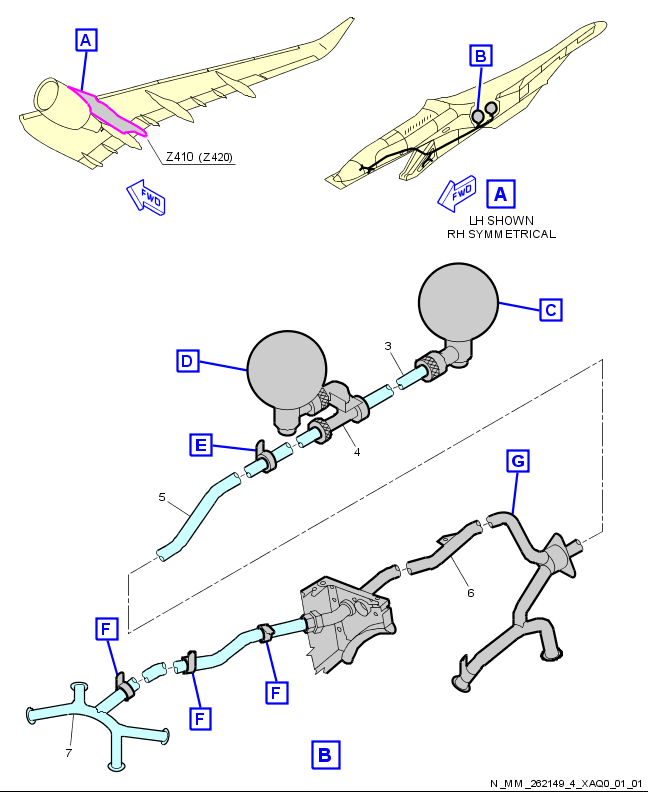 A
B
Z410 (Z420)
FWD
FWD
A
LH SHOWN
RH SYMMETRICAL
C
3
D
E
4
G
5
6
F
F
F
7
B
N_MM_262149_4_XAQ0_01_01